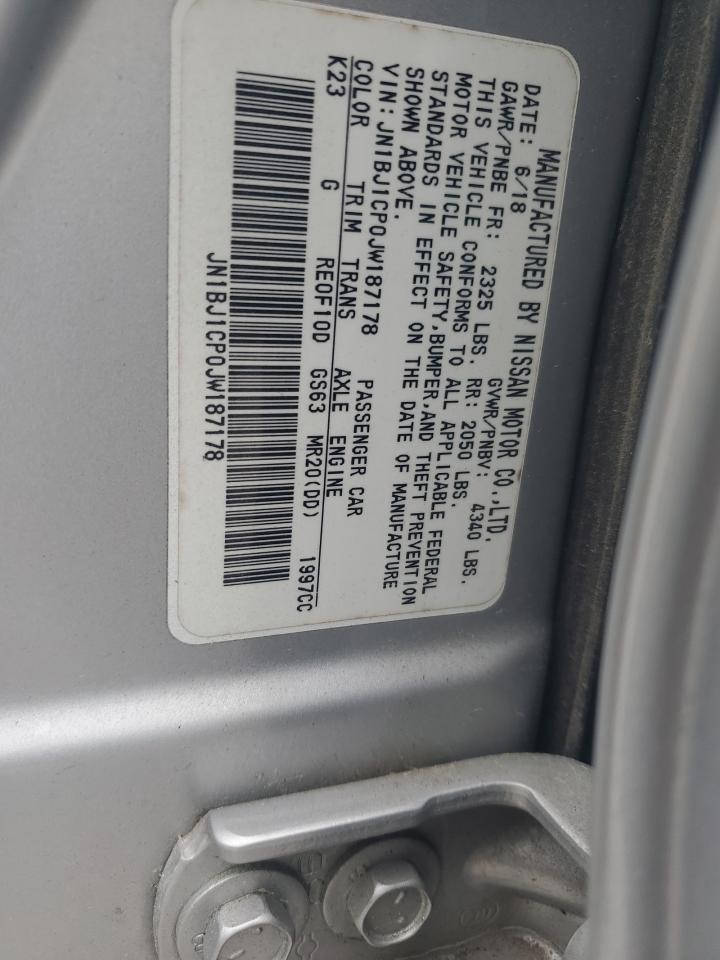 MANUFACTURED BY NISSAN MOTOR CO.,LTD.
DATE: 6/18 GVWR/PNBV: 4340 LBS.
GAWR/PNBE FR: 2325 LBS. RR: 2050 LBS.
THIS VEHICLE CONFORMS TO ALL APPLICABLE FEDERAL
MOTOR VEHICLE SAFETY,BUMPER,AND THEFT PREVENTION
STANDARDS IN EFFECT ON THE DATE OF MANUFACTURE
SHOWN ABOVE.
VIN:JN1BJ1CP0JW187178 PASSENGER CAR
COLOR TRIM TRANS AXLE ENGINE
K23 G RE0F10D GS63 MR20(DD) 1997CC
JN1BJ1CP0JW187178